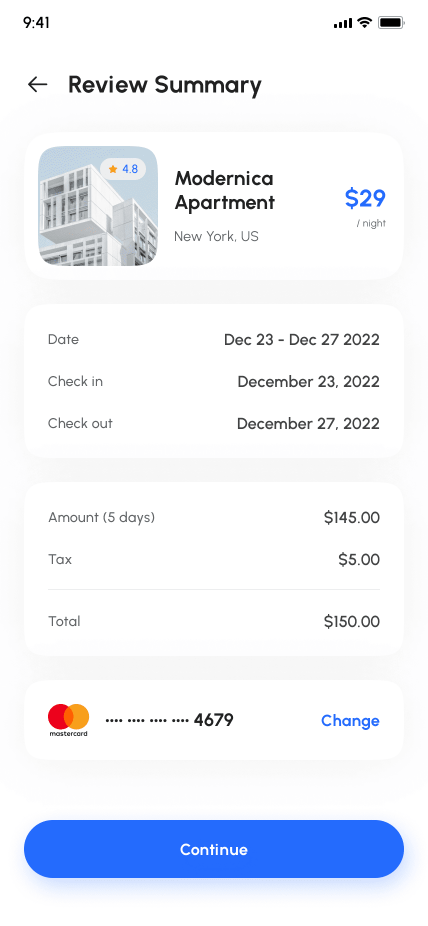 9:41
Review Summary
4.8
Modernica
Apartment
New York, US
$29
/ night
Date
Dec 23 - Dec 27 2022
Check in
December 23, 2022
Check out
December 27, 2022
Amount (5 days)
$145.00
Tax
$5.00
Total
$150.00
mastercard
•••• •••• •••• •••• 4679
Change
Continue